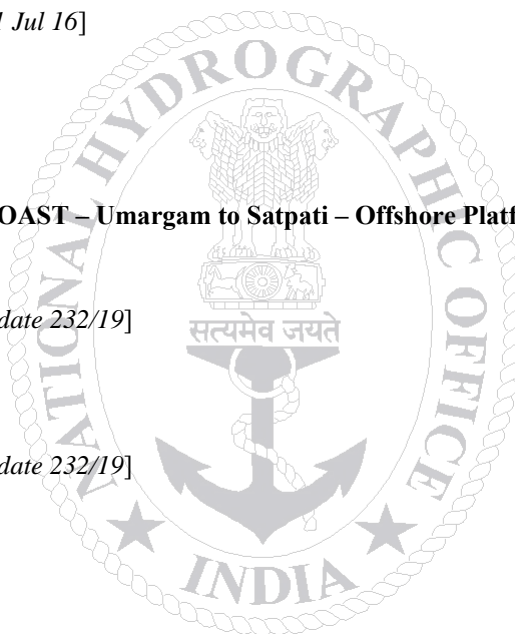 Jul 16]
NATIONAL HYDROGRAPHIC OFFICE
OAST – Umargam to Satpati – Offshore Platf
date 232/19]
सत्यमेव जयते
date 232/19]
INDIA